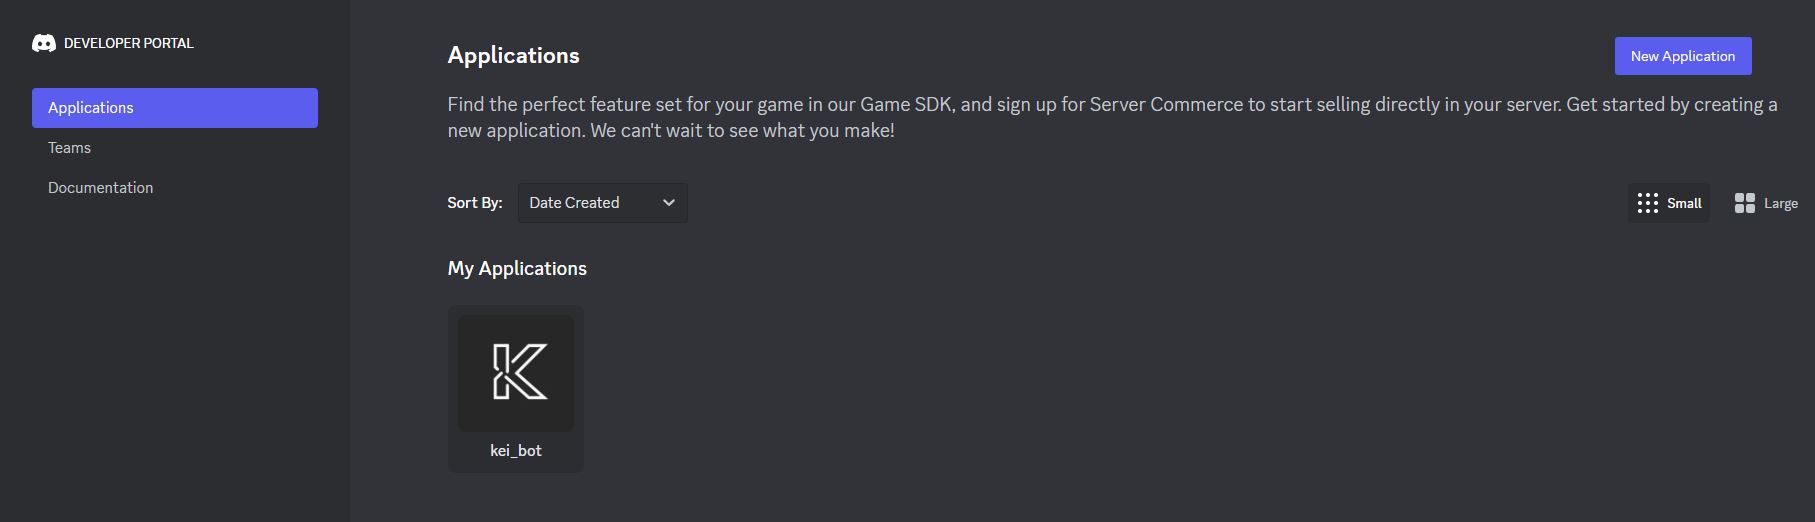 DEVELOPER PORTAL
Applications
Teams
Documentation
Applications
New Application
Find the perfect feature set for your game in our Game SDK, and sign up for Server Commerce to start selling directly in your server. Get started by creating a
new application. We can't wait to see what you make!
Sort By: Date Created
Small Large
My Applications
K
kei_bot